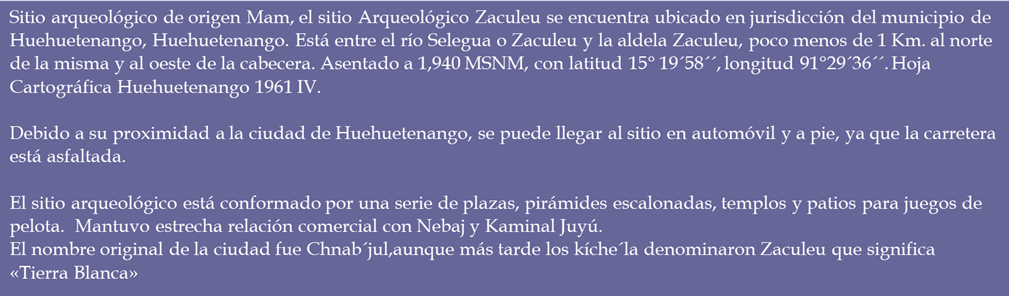 Sitio arqueológico de origen Mam, el sitio Arqueológico Zaculeu se encuentra ubicado en jurisdicción del municipio de
Huehuetenango, Huehuetenango. Está entre el río Selegua o Zaculeu y la aldela Zaculeu, poco menos de 1 Km. al norte
de la misma y al oeste de la cabecera. Asentado a 1,940 MSNM, con latitud 15º 19´58´´, longitud 91º29´36´´. Hoja
Cartográfica Huehuetenango 1961 IV.

Debido a su proximidad a la ciudad de Huehuetenango, se puede llegar al sitio en automóvil y a pie, ya que la carretera
está asfaltada.

El sitio arqueológico está conformado por una serie de plazas, pirámides escalonadas, templos y patios para juegos de
pelota.  Mantuvo estrecha relación comercial con Nebaj y Kaminal Juyú.
El nombre original de la ciudad fue Chnab´jul,aunque más tarde los kíche´la denominaron Zaculeu que significa
«Tierra Blanca»